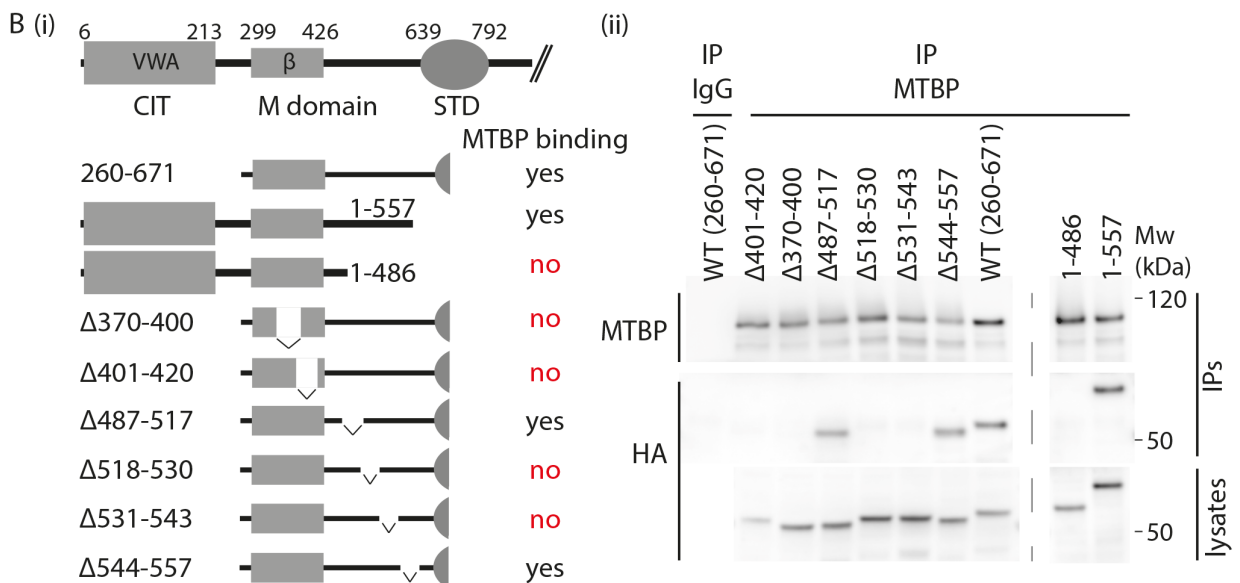 B (i)
6 213 299 426 639 792
VWA β
CIT M domain STD
MTBP binding
260-671 yes
1-557 yes
1-486 no
Δ370-400 no
Δ401-420 no
Δ487-517 yes
Δ518-530 no
Δ531-543 no
Δ544-557 yes
(ii)
IP IgG
IP MTBP
WT (260-671)
Δ401-420
Δ370-400
Δ487-517
Δ518-530
Δ531-543
Δ544-557
WT (260-671)
1-486
1-557
Mw
(kDa)
MTBP
120
HA
50
IPs
50
lysates